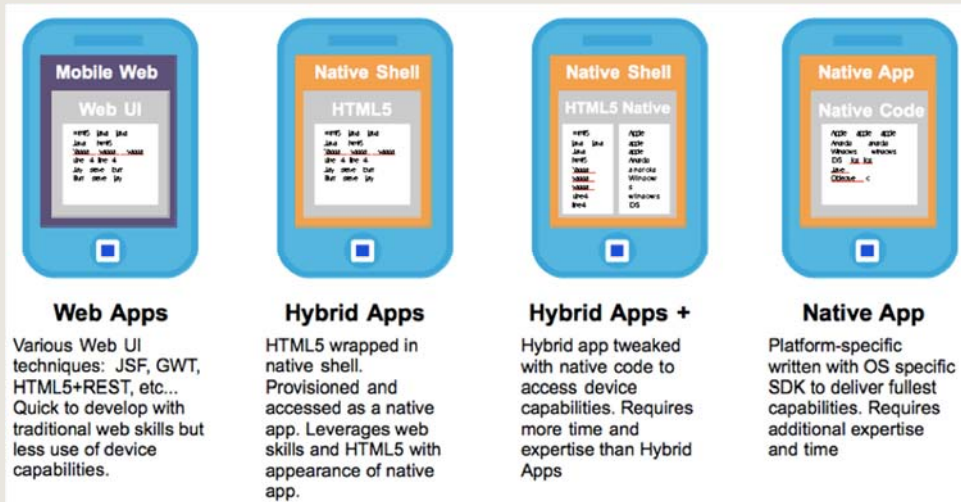 Mobile Web
Web UI
Native Shell
HTML5
Native Shell
HTML5 Native
Native App
Native Code
Web Apps
Various Web UI
techniques: JSF, GWT,
HTML5+REST, etc...
Quick to develop with
traditional web skills but
less use of device
capabilities.
Hybrid Apps
HTML5 wrapped in
native shell.
Provisioned and
accessed as a native
app. Leverages web
skills and HTML5 with
appearance of native
app.
Hybrid Apps +
Hybrid app tweaked
with native code to
access device
capabilities. Requires
more time and
expertise than Hybrid
Apps
Native App
Platform-specific
written with OS specific
SDK to deliver fullest
capabilities. Requires
additional expertise
and time